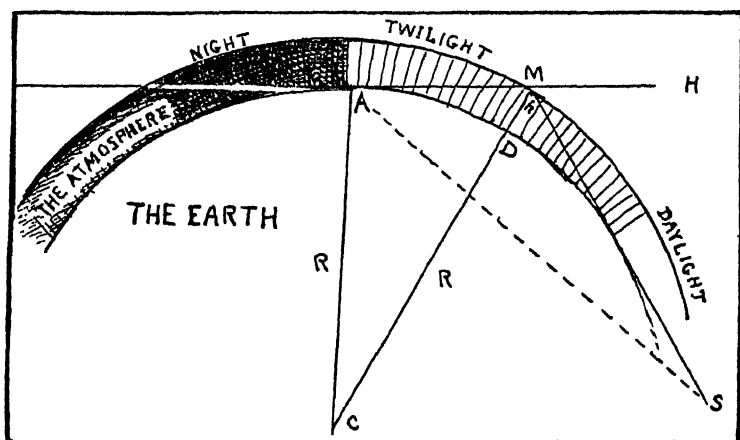 NIGHT
TWILIGHT
M
H
A
h
D
THE ATMOSPHERE
THE EARTH
DAYLIGHT
R
R
S
C